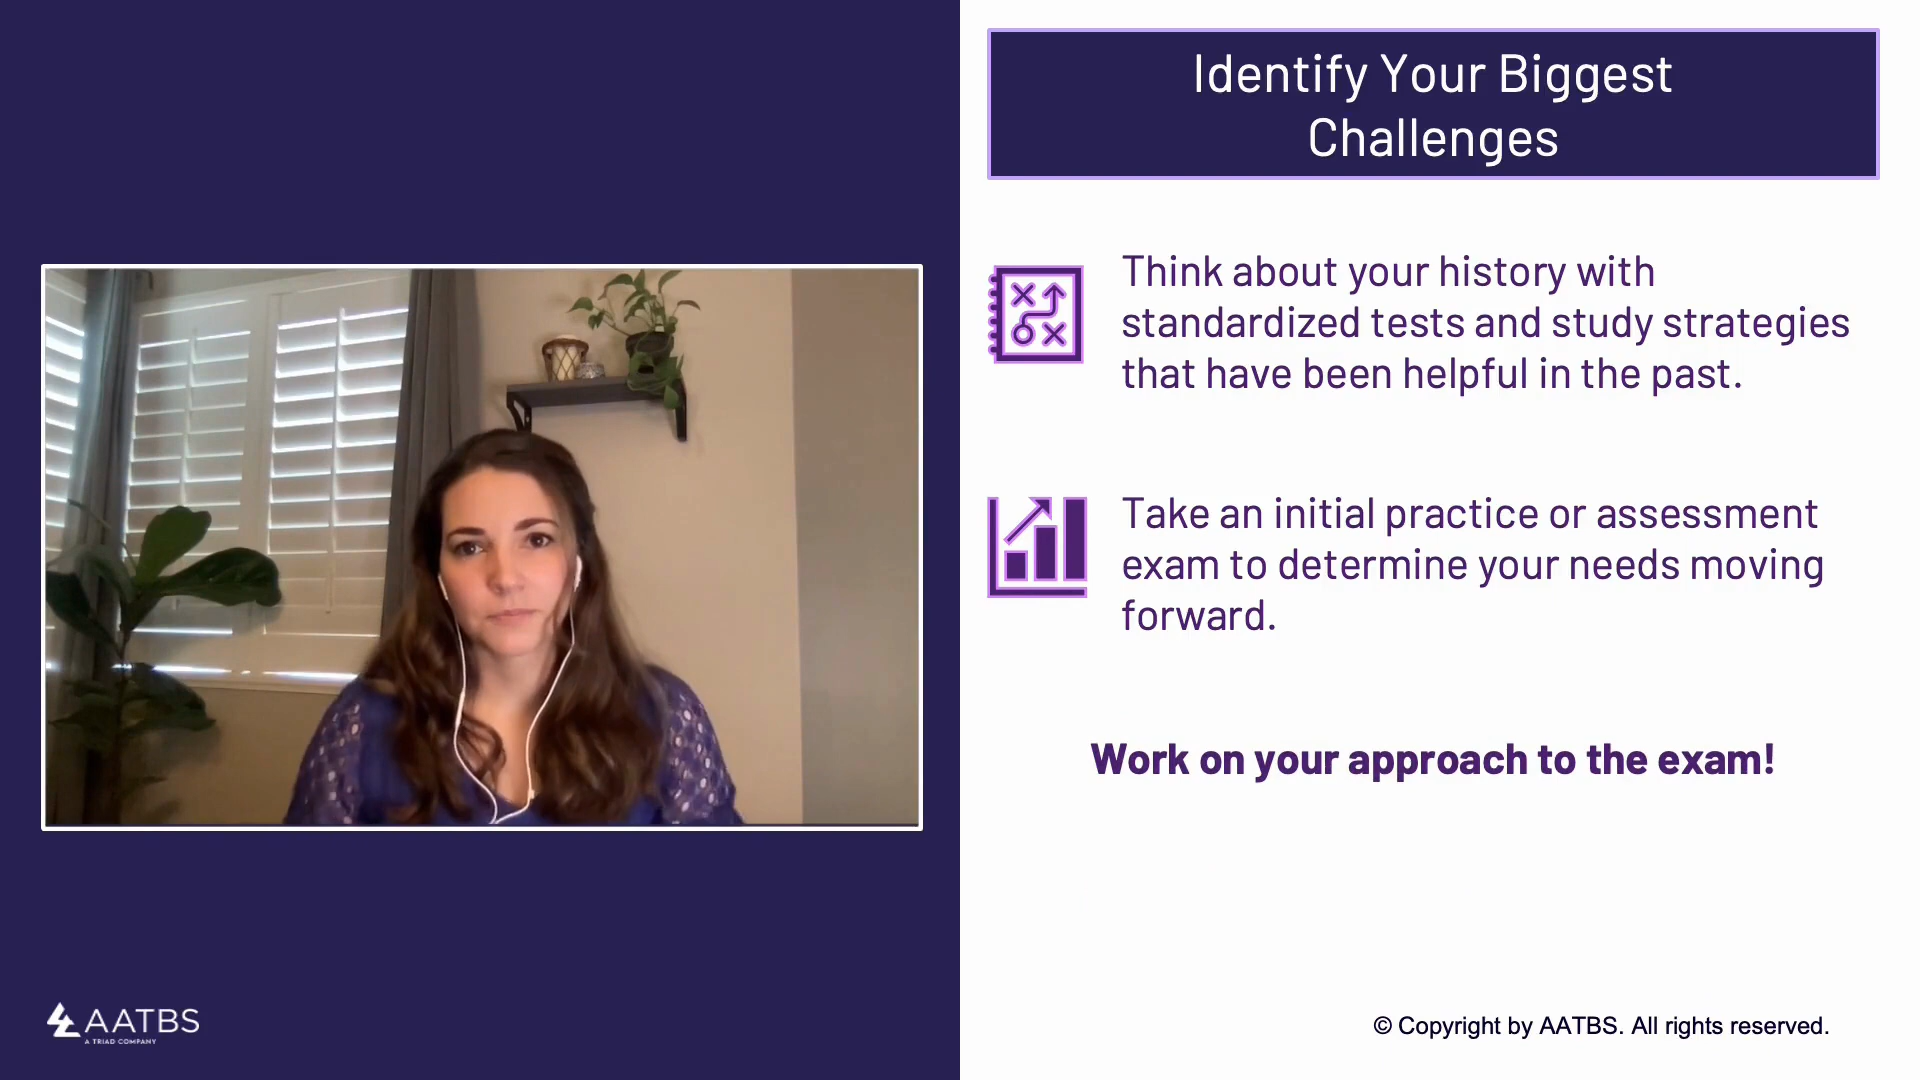 Identify Your Biggest
Challenges
Think about your history with
standardized tests and study strategies
that have been helpful in the past.
Take an initial practice or assessment
exam to determine your needs moving
forward.
Work on your approach to the exam!
AATBS
A TRIAD COMPANY
© Copyright by AATBS. All rights reserved.